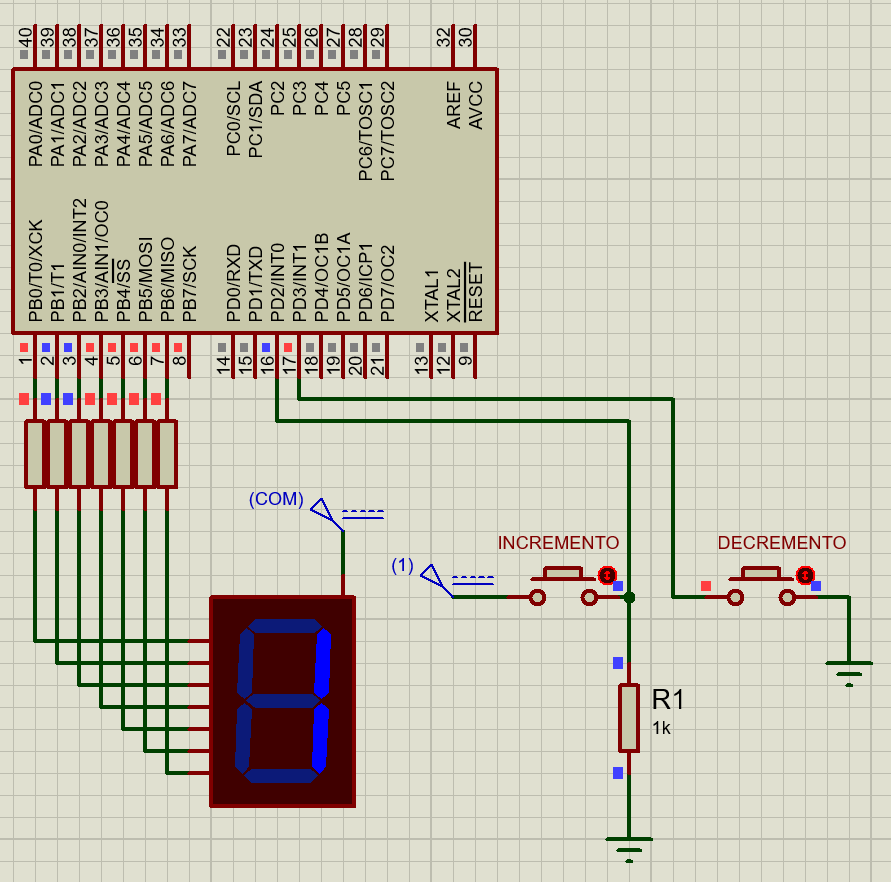 40 39 38 37 36 35 34 33 22 23 24 25 26 27 28 29 32 30
PA0/ADC0
PA1/ADC1
PA2/ADC2
PA3/ADC3
PA4/ADC4
PA5/ADC5
PA6/ADC6
PA7/ADC7
PC0/SCL
PC1/SDA
PC2
PC3
PC4
PC5
PC6/TOSC1
PC7/TOSC2
AREF
AVCC
PB0/T0/XCK
PB1/T1
PB2/AIN0/INT2
PB3/AIN1/OC0
PB4/SS
PB5/MOSI
PB6/MISO
PB7/SCK
PD0/RXD
PD1/TXD
PD2/INT0
PD3/INT1
PD4/OC1B
PD5/OC1A
PD6/ICP1
PD7/OC2
XTAL1
XTAL2
RESET
1 2 3 4 5 6 7 8 14 15 16 17 18 19 20 21 13 12 9
(COM)
(1)
INCREMENTO
DECREMENTO
R1
1k
1